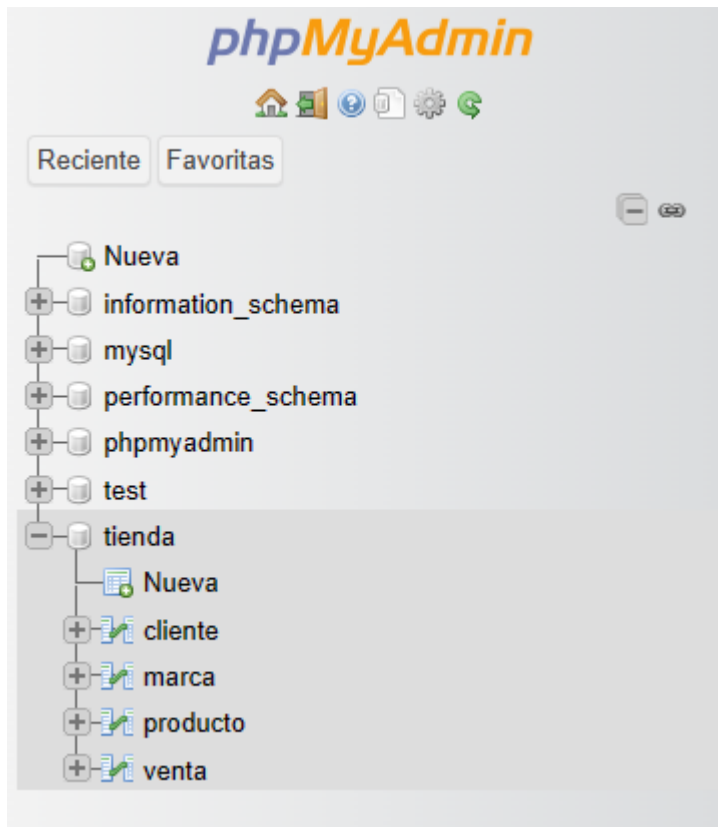 phpMyAdmin
Reciente Favoritas
Nueva
information_schema
mysql
performance_schema
phpmyadmin
test
tienda
Nueva
cliente
marca
producto
venta